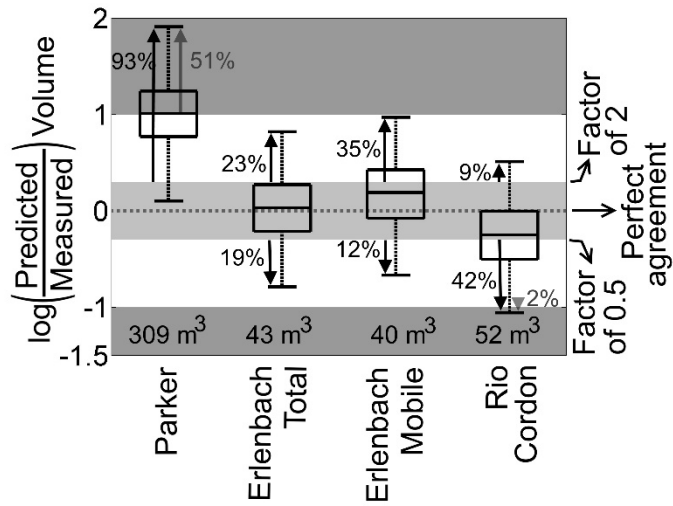 2
1
0
-1
-1.5
log(Predicted/Measured)Volume
93%
51%
23%
19%
35%
12%
9%
42%
2%
309 m³
43 m³
40 m³
52 m³
Parker
Erlenbach
Total
Erlenbach
Mobile
Rio
Cordon
Factor
of 2
Perfect
agreement
Factor
of 0.5